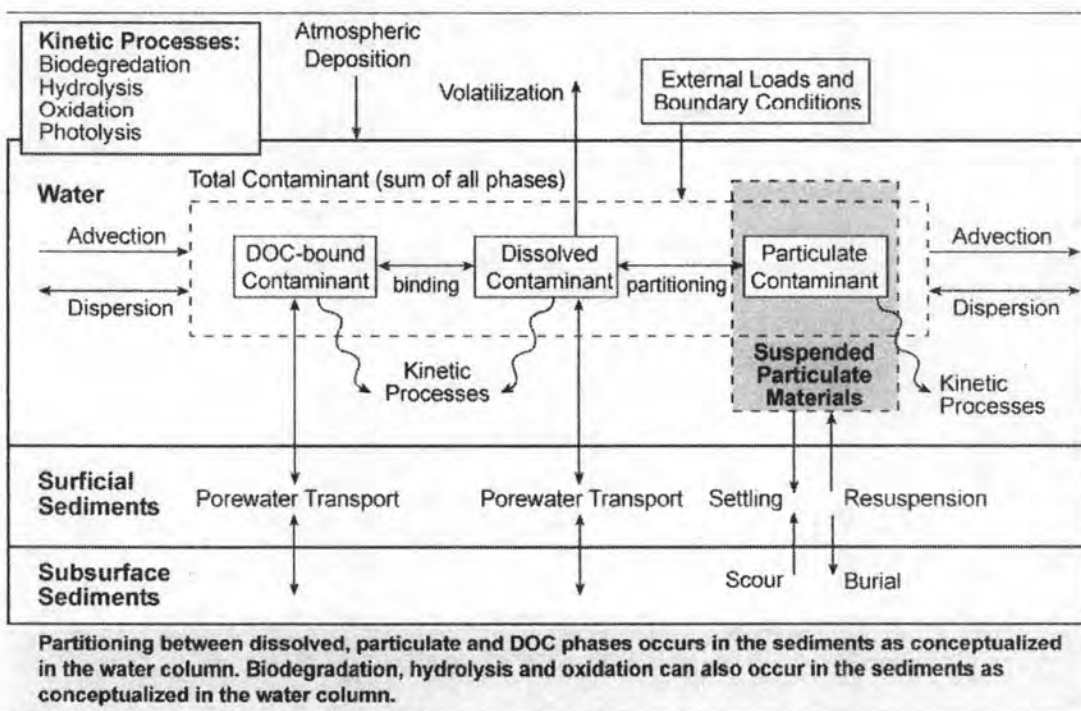 Kinetic Processes:
Biodegredation
Hydrolysis
Oxidation
Photolysis
Atmospheric
Deposition
Volatilization
External Loads and
Boundary Conditions
Water
Total Contaminant (sum of all phases)
Advection
Dispersion
DOC-bound
Contaminant
binding
Dissolved
Contaminant
partitioning
Particulate
Contaminant
Advection
Dispersion
Kinetic
Processes
Suspended
Particulate
Materials
Kinetic
Processes
Surficial
Sediments
Porewater Transport
Porewater Transport
Settling
Resuspension
Subsurface
Sediments
Scour
Burial
Partitioning between dissolved, particulate and DOC phases occurs in the sediments as conceptualized
in the water column. Biodegradation, hydrolysis and oxidation can also occur in the sediments as
conceptualized in the water column.